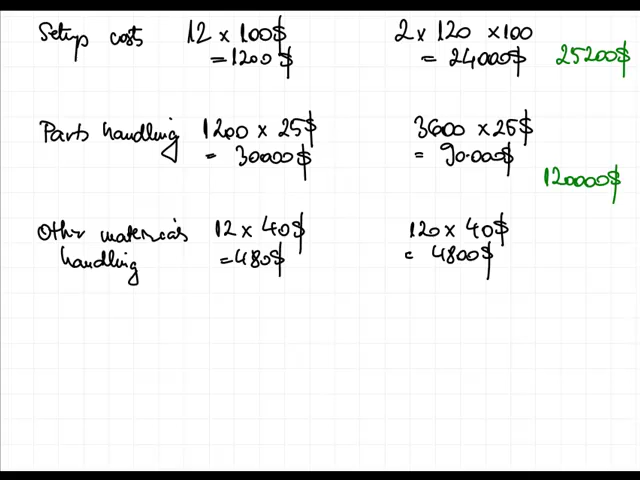 Setup costs 12 x 100$ 2 x 120 x 100
= 1200$ = 24000$ 25200$
Parts handling 1200 x 25$ 3600 x 25$
= 30000$ = 90.000$
120000$
Other materials 12 x 40$ 120 x 40$
handling = 480$ = 4800$